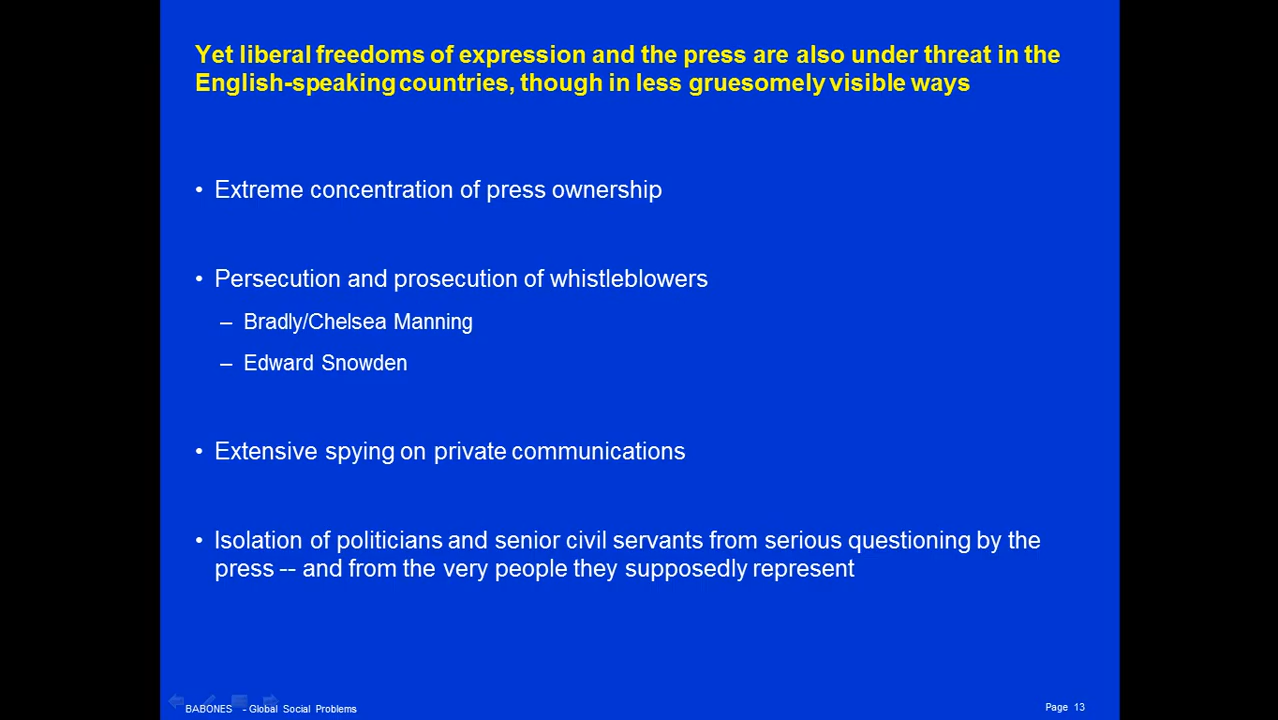 Yet liberal freedoms of expression and the press are also under threat in the
English-speaking countries, though in less gruesomely visible ways
• Extreme concentration of press ownership
• Persecution and prosecution of whistleblowers
– Bradly/Chelsea Manning
– Edward Snowden
• Extensive spying on private communications
• Isolation of politicians and senior civil servants from serious questioning by the
press -- and from the very people they supposedly represent
BABONES - Global Social Problems
Page 13